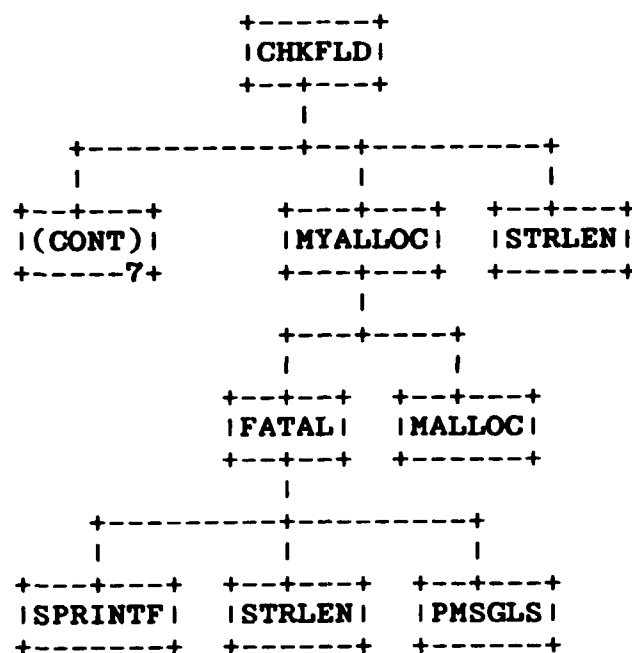 CHKFLD
(CONT) MYALLOC STRLEN
7
FATAL MALLOC
SPRINTF STRLEN PMSGLS